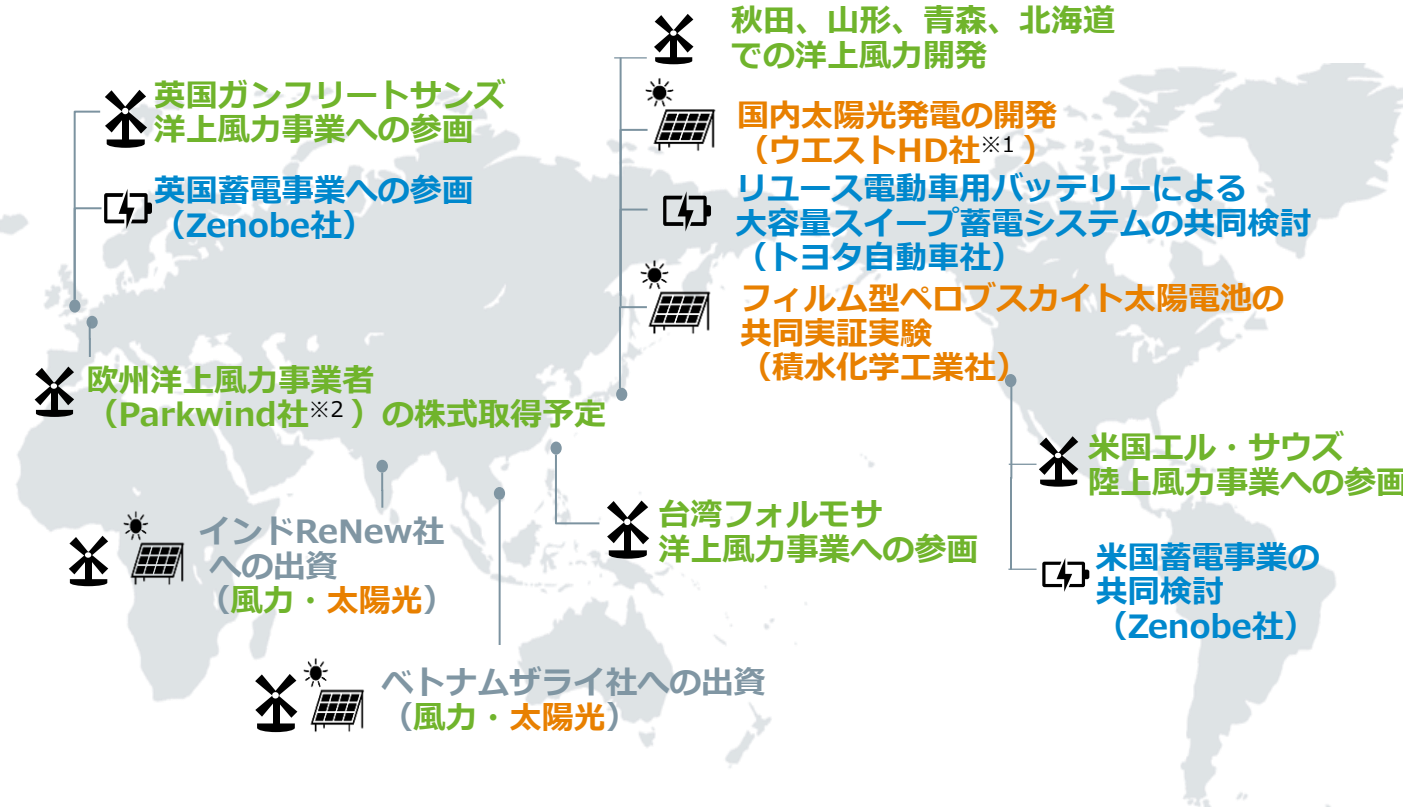 秋田、山形、青森、北海道
での洋上風力開発
英国ガンフリートサンズ
洋上風力事業への参画
国内太陽光発電の開発
（ウエストHD社※1 ）
英国蓄電事業への参画
（Zenobe社）
リユース電動車用バッテリーによる
大容量スイープ蓄電システムの共同検討
（トヨタ自動車社）
フィルム型ペロブスカイト太陽電池の
共同実証実験
（積水化学工業社）
欧州洋上風力事業者
（Parkwind社※2 ）の株式取得予定
米国エル・サウズ
陸上風力事業への参画
台湾フォルモサ
洋上風力事業への参画
インドReNew社
への出資
（風力・太陽光）
米国蓄電事業の
共同検討
（Zenobe社）
ベトナムザライ社への出資
（風力・太陽光）